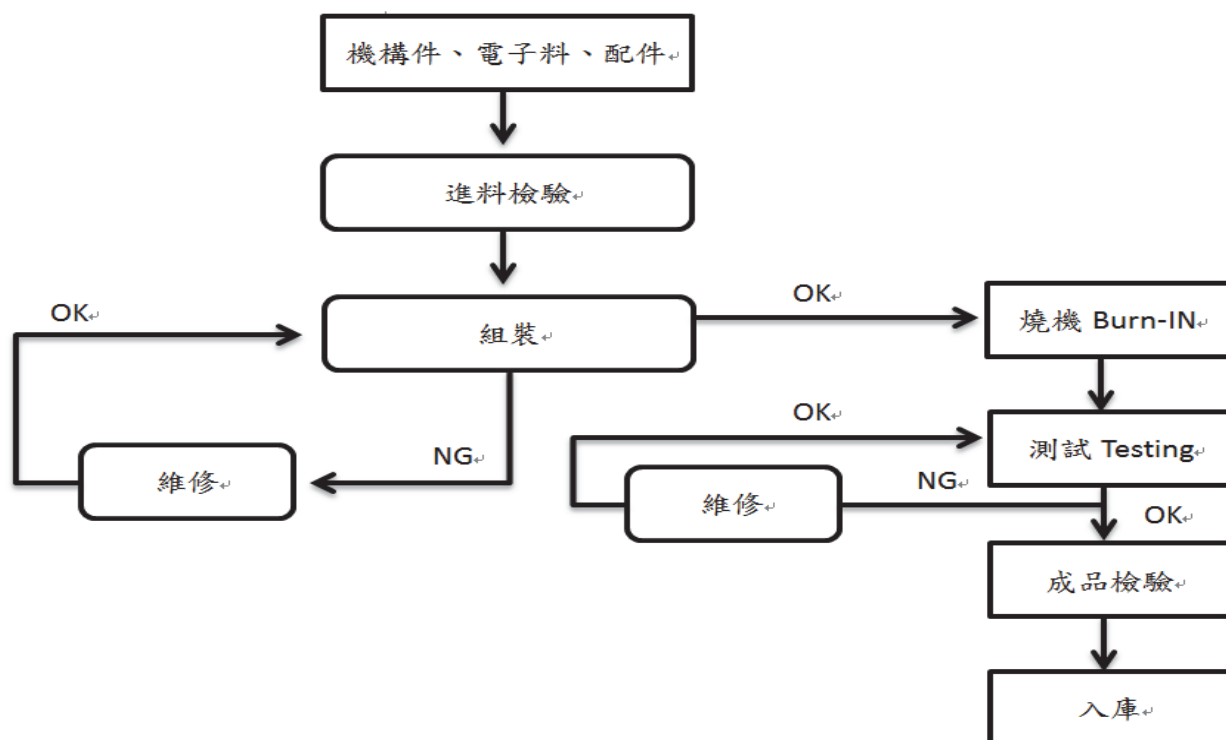 機構件、電子料、配件
進料檢驗
組裝
OK
OK
燒機 Burn-IN
NG
維修
OK
測試 Testing
NG
維修
OK
成品檢驗
入庫